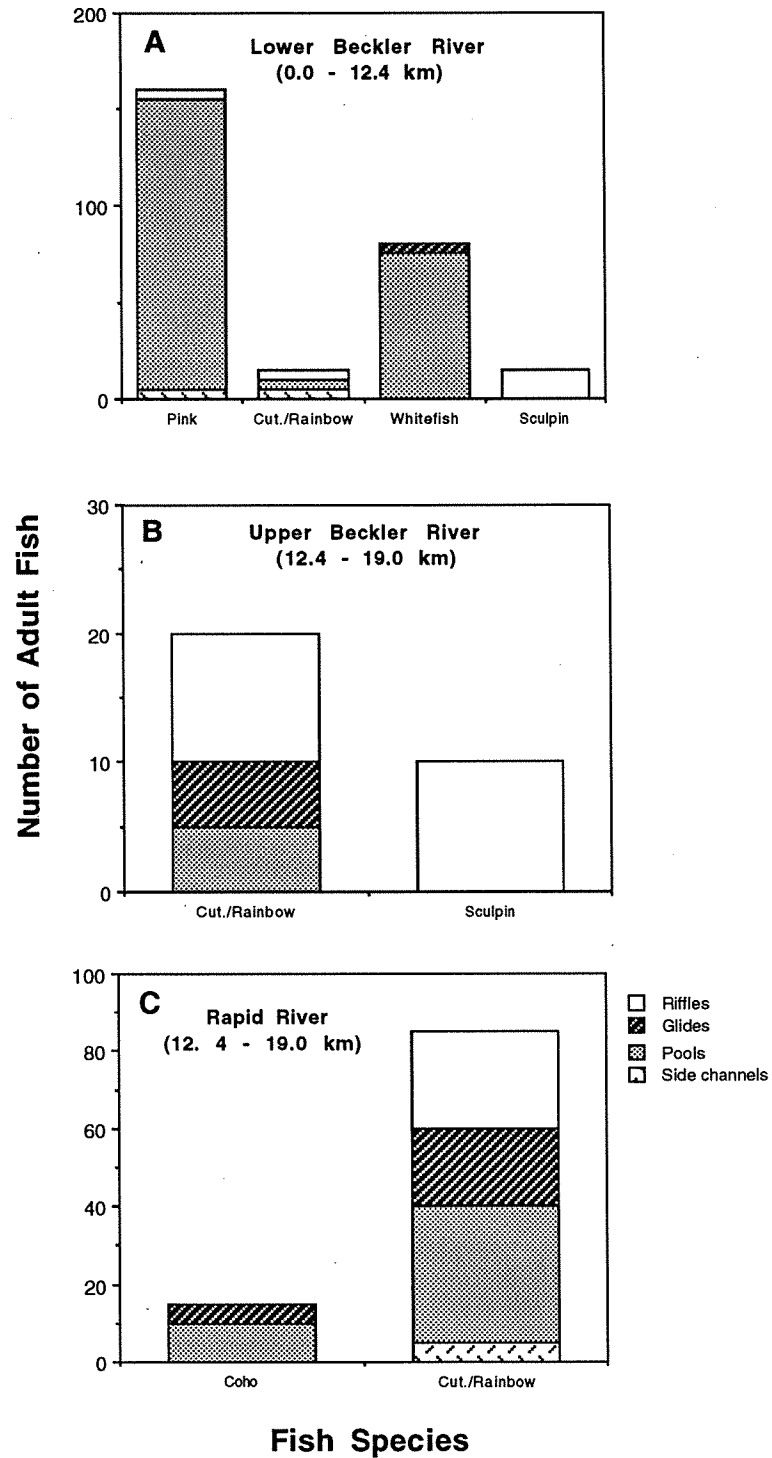 Number of Adult Fish
200
100
0
A
Lower Beckler River
(0.0 - 12.4 km)
Pink
Cut./Rainbow
Whitefish
Sculpin
30
20
10
0
B
Upper Beckler River
(12.4 - 19.0 km)
Cut./Rainbow
Sculpin
100
80
60
40
20
0
C
Rapid River
(12. 4 - 19.0 km)
Coho
Cut./Rainbow
Riffles
Glides
Pools
Side channels
Fish Species